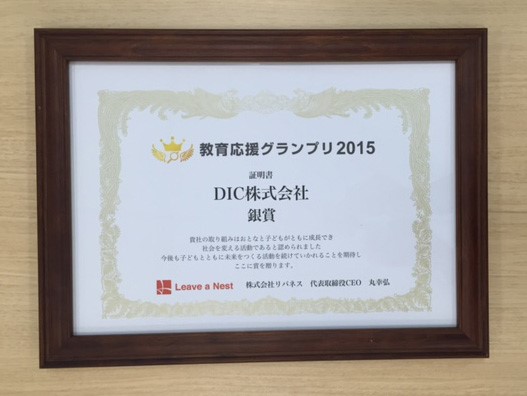 教育応援グランプリ2015
証明書
DIC株式会社
銀賞
貴社の取り組みはおとなと子どもがともに成長でき
社会を変える活動であると認められました
今後も子どもとともに未来をつくる活動を続けていかれることを期待し
ここに賞を贈ります。
Leave a Nest 株式会社リバネス 代表取締役CEO 丸幸弘